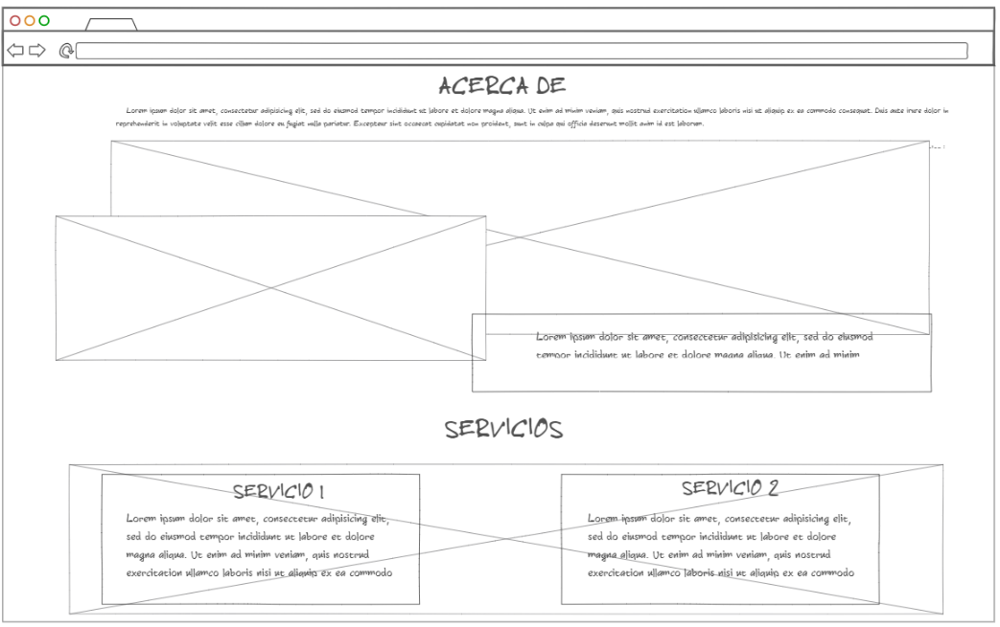 ACERCA DE
Lorem ipsum dolor sit amet, consectetur adipisicing elit, sed do eiusmod tempor incididunt ut labore et dolore magna aliqua. Ut enim ad minim veniam, quis nostrud exercitation ullamco laboris nisi ut aliquip ex ea commodo consequat. Duis aute irure dolor in
reprehenderit in voluptate velit esse cillum dolore eu fugiat nulla pariatur. Excepteur sint occaecat cupidatat non proident, sunt in culpa qui officia deserunt mollit anim id est laborum.
Lorem ipsum dolor sit amet, consectetur adipisicing elit, sed do eiusmod
tempor incididunt ut labore et dolore magna aliqua. Ut enim ad minim
SERVICIOS
SERVICIO 1
Lorem ipsum dolor sit amet, consectetur adipisicing elit,
sed do eiusmod tempor incididunt ut labore et dolore
magna aliqua. Ut enim ad minim veniam, quis nostrud
exercitation ullamco laboris nisi ut aliquip ex ea commodo
SERVICIO 2
Lorem ipsum dolor sit amet, consectetur adipisicing elit,
sed do eiusmod tempor incididunt ut labore et dolore
magna aliqua. Ut enim ad minim veniam, quis nostrud
exercitation ullamco laboris nisi ut aliquip ex ea commodo